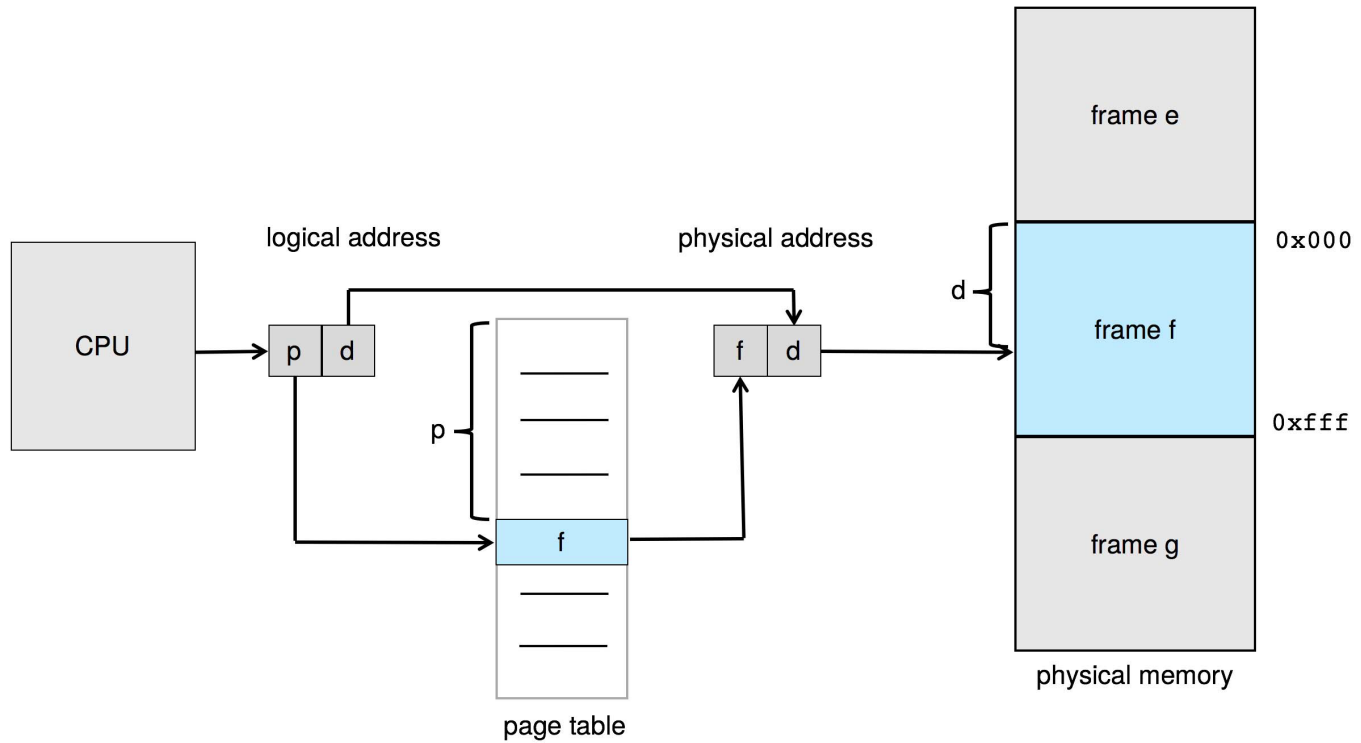 frame e
logical address
physical address
0x000
d
CPU
p
d
f
d
frame f
p
0xfff
f
frame g
physical memory
page table